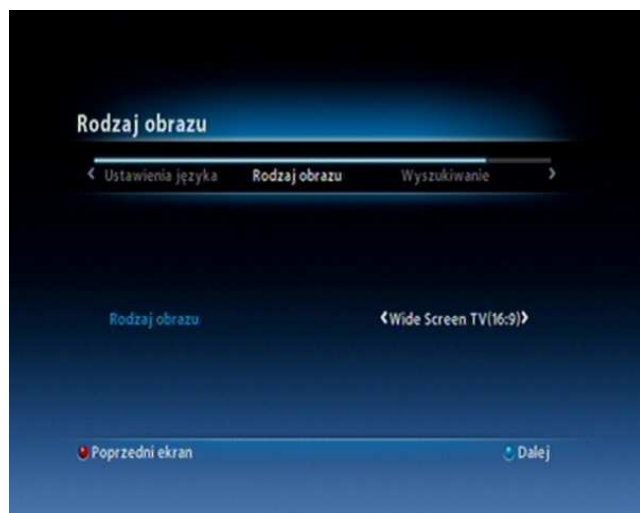 Rodzaj obrazu
Ustawienia języka Rodzaj obrazu Wyszukiwanie
Rodzaj obrazu Wide Screen TV(16:9)
Poprzedni ekran Dalej